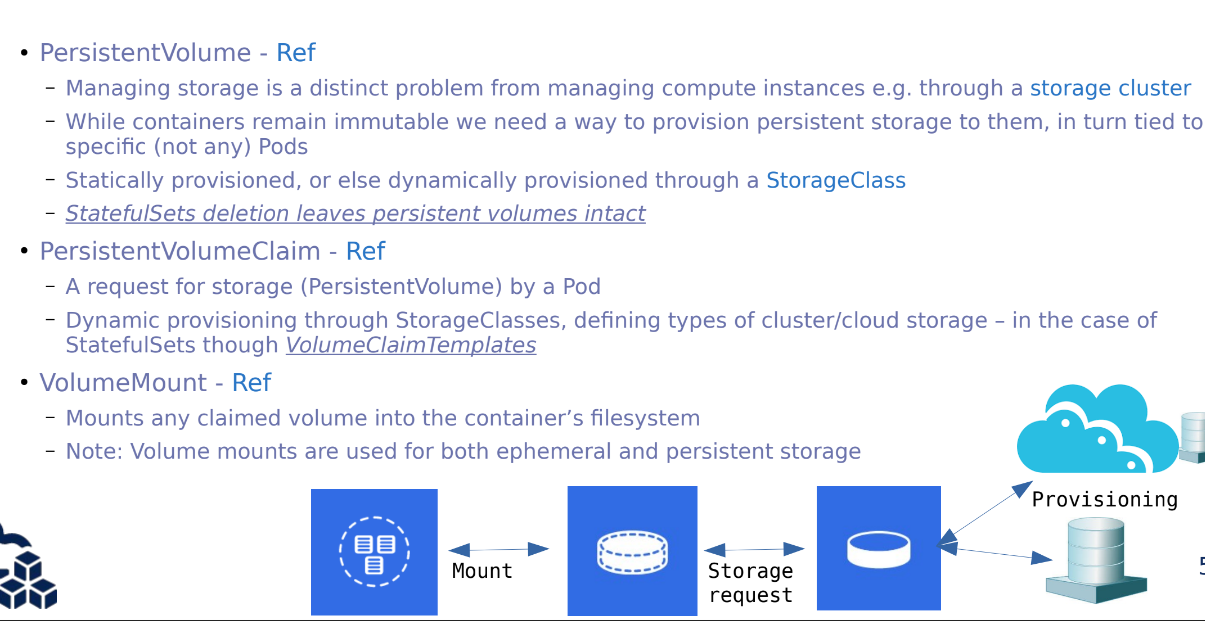 • PersistentVolume - Ref
– Managing storage is a distinct problem from managing compute instances e.g. through a storage cluster
– While containers remain immutable we need a way to provision persistent storage to them, in turn tied to
specific (not any) Pods
– Statically provisioned, or else dynamically provisioned through a StorageClass
– StatefulSets deletion leaves persistent volumes intact
• PersistentVolumeClaim - Ref
– A request for storage (PersistentVolume) by a Pod
– Dynamic provisioning through StorageClasses, defining types of cluster/cloud storage – in the case of
StatefulSets though VolumeClaimTemplates
• VolumeMount - Ref
– Mounts any claimed volume into the container’s filesystem
– Note: Volume mounts are used for both ephemeral and persistent storage
Provisioning
Mount
Storage
request